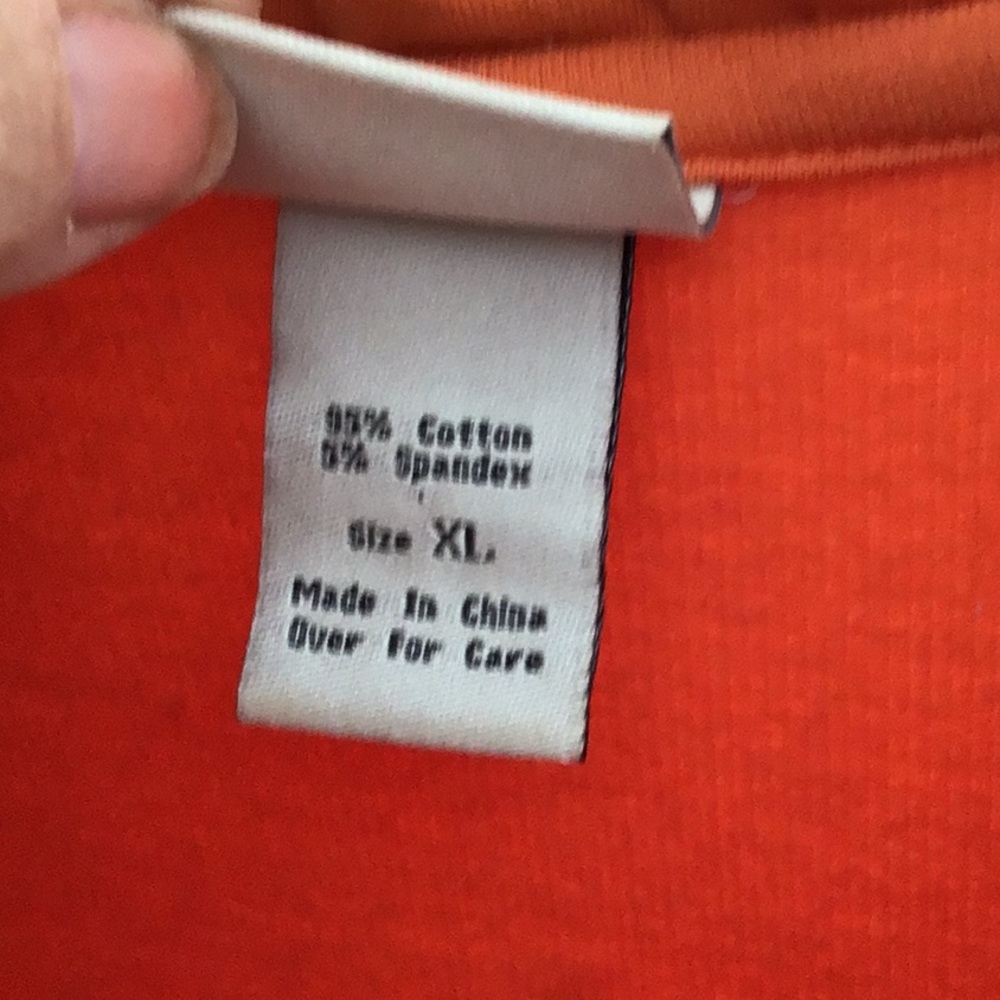 95% Cotton
5% Spandex
Size XL
Made In China
Over For Care